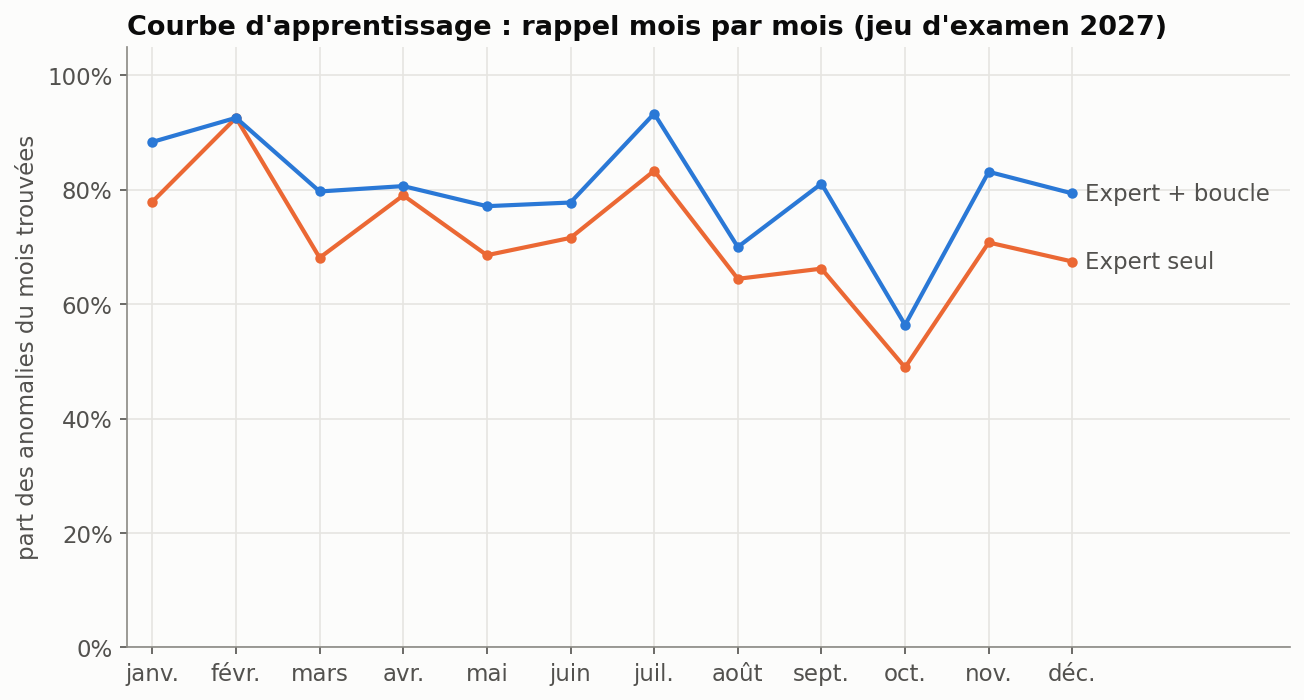 Courbe d'apprentissage : rappel mois par mois (jeu d'examen 2027)
part des anomalies du mois trouvées
100%
80%
60%
40%
20%
0%
Expert + boucle
Expert seul
janv. févr. mars avr. mai juin juil. août sept. oct. nov. déc.